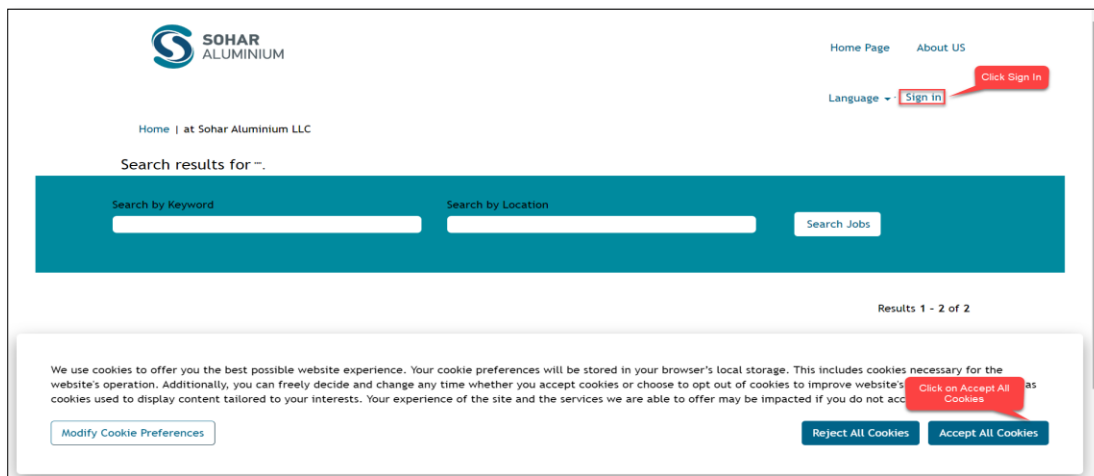 SOHAR
ALUMINIUM
Home Page About US
Click Sign In
Language Sign in
Home | at Sohar Aluminium LLC
Search results for "".
Search by Keyword Search by Location
Search Jobs
Results 1 – 2 of 2
We use cookies to offer you the best possible website experience. Your cookie preferences will be stored in your browser's local storage. This includes cookies necessary for the
website's operation. Additionally, you can freely decide and change any time whether you accept cookies or choose to opt out of cookies to improve website's as
cookies used to display content tailored to your interests. Your experience of the site and the services we are able to offer may be impacted if you do not
Click on Accept All
Cookies
Modify Cookie Preferences Reject All Cookies Accept All Cookies